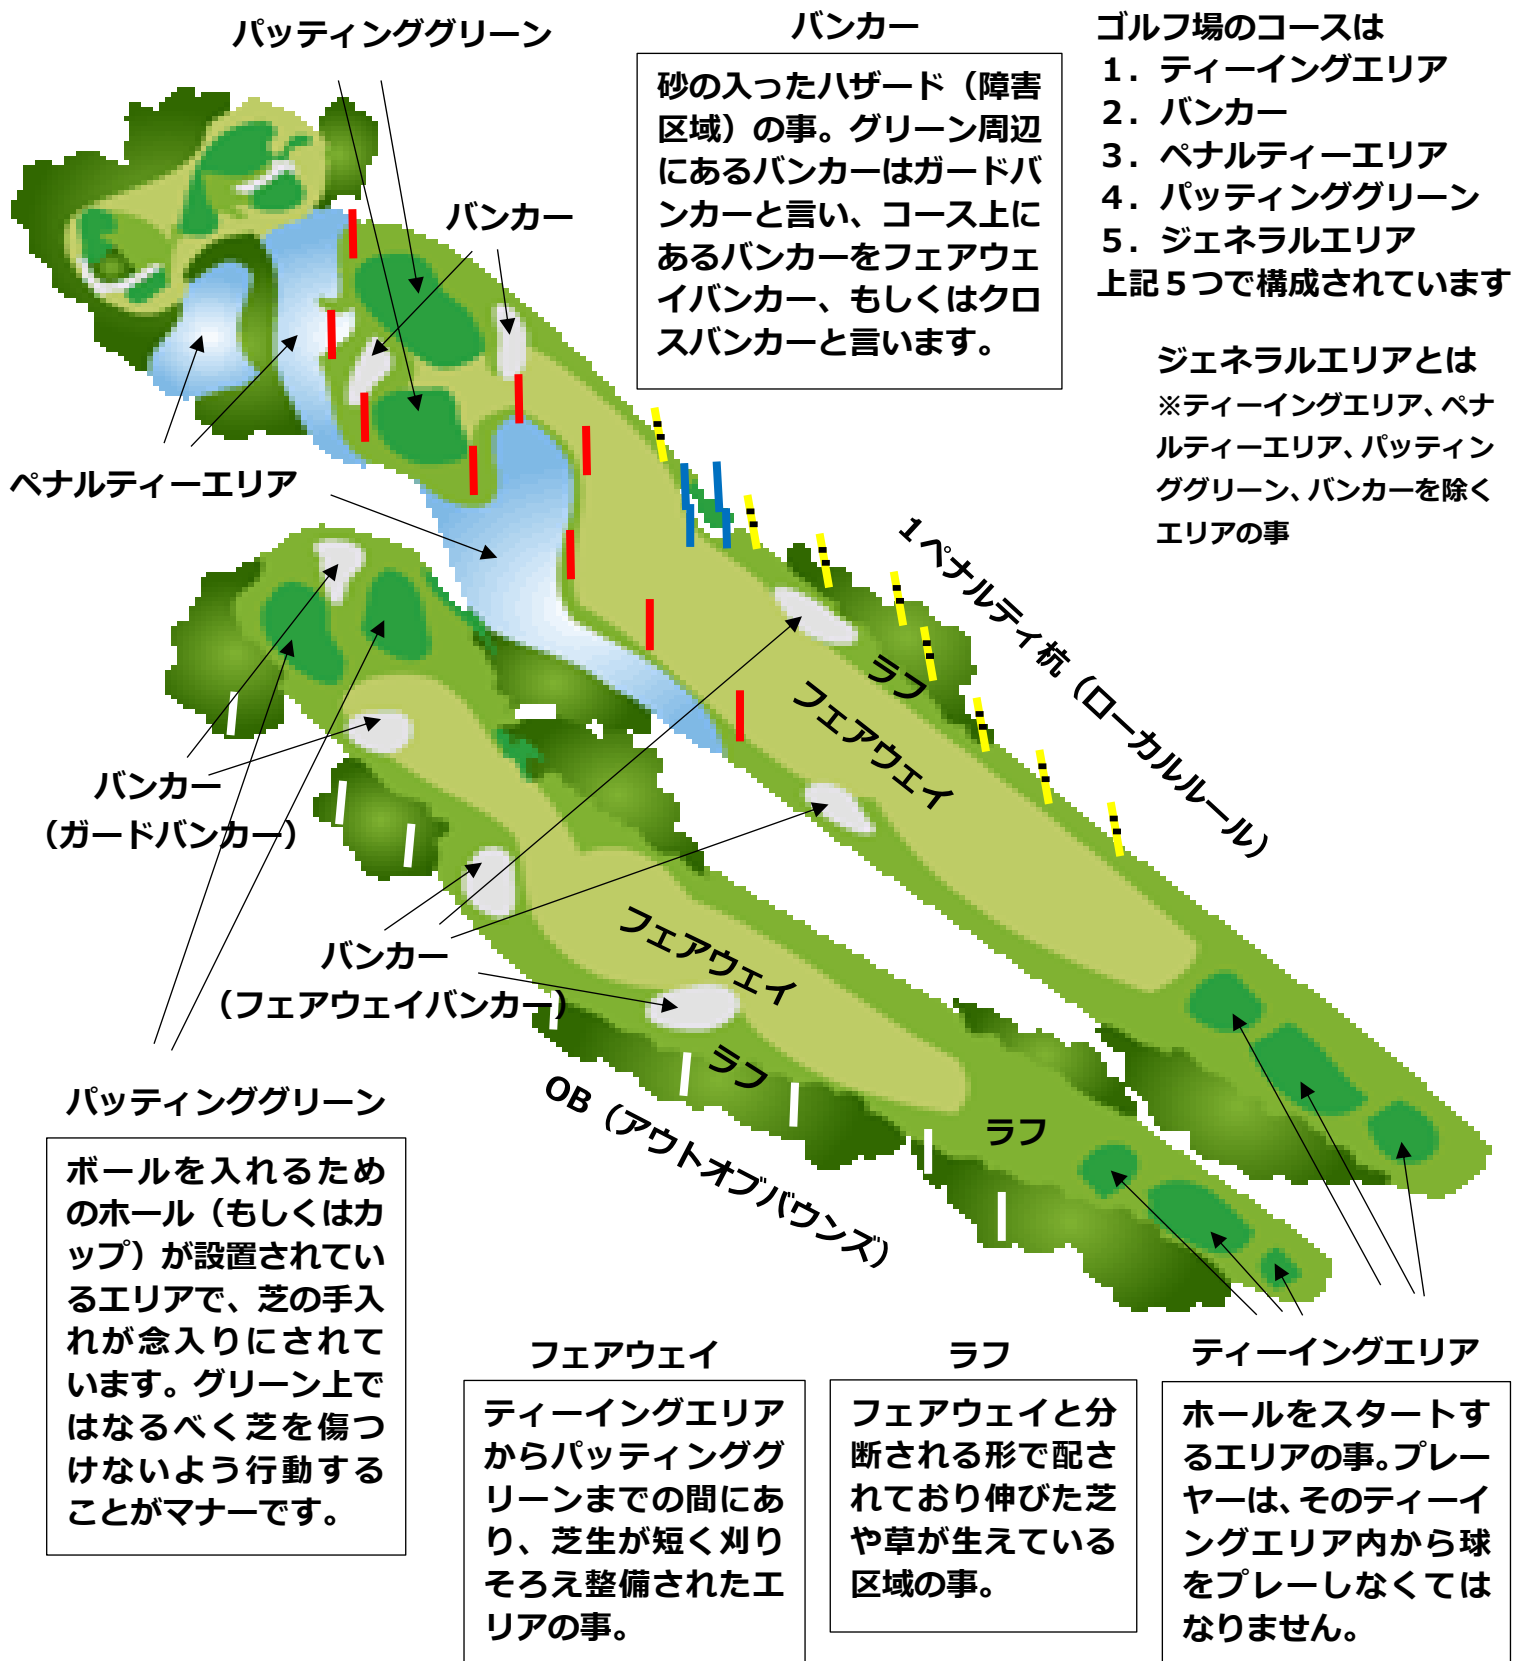 パッティンググリーン
バンカー
砂の入ったハザード（障害
区域）の事。グリーン周辺
にあるバンカーはガードバ
ンカーと言い、コース上に
あるバンカーをフェアウェ
イバンカー、もしくはクロ
スバンカーと言います。
ゴルフ場のコースは
１．ティーイングエリア
２．バンカー
３．ペナルティーエリア
４．パッティンググリーン
５．ジェネラルエリア
上記５つで構成されています
ジェネラルエリアとは
※ティーイングエリア、ペナ
ルティーエリア、パッティン
ググリーン、バンカーを除く
エリアの事
バンカー
ペナルティーエリア
１ペナルティ杭（ローカルルール）
ラフ
フェアウェイ
バンカー
（ガードバンカー）
フェアウェイ
バンカー
（フェアウェイバンカー）
ラフ
OB（アウトオブバウンズ）
ラフ
パッティンググリーン
ボールを入れるため
のホール（もしくはカ
ップ）が設置されてい
るエリアで、芝の手入
れが念入りにされて
います。グリーン上で
はなるべく芝を傷つ
けないよう行動する
ことがマナーです。
フェアウェイ
ティーイングエリア
からパッティンググ
リーンまでの間にあ
り、芝生が短く刈り
そろえ整備されたエ
リアの事。
ラフ
フェアウェイと分
断される形で配さ
れており伸びた芝
や草が生えている
区域の事。
ティーイングエリア
ホールをスタートす
るエリアの事。プレー
ヤーは、そのティーイ
ングエリア内から球
をプレーしなくては
なりません。